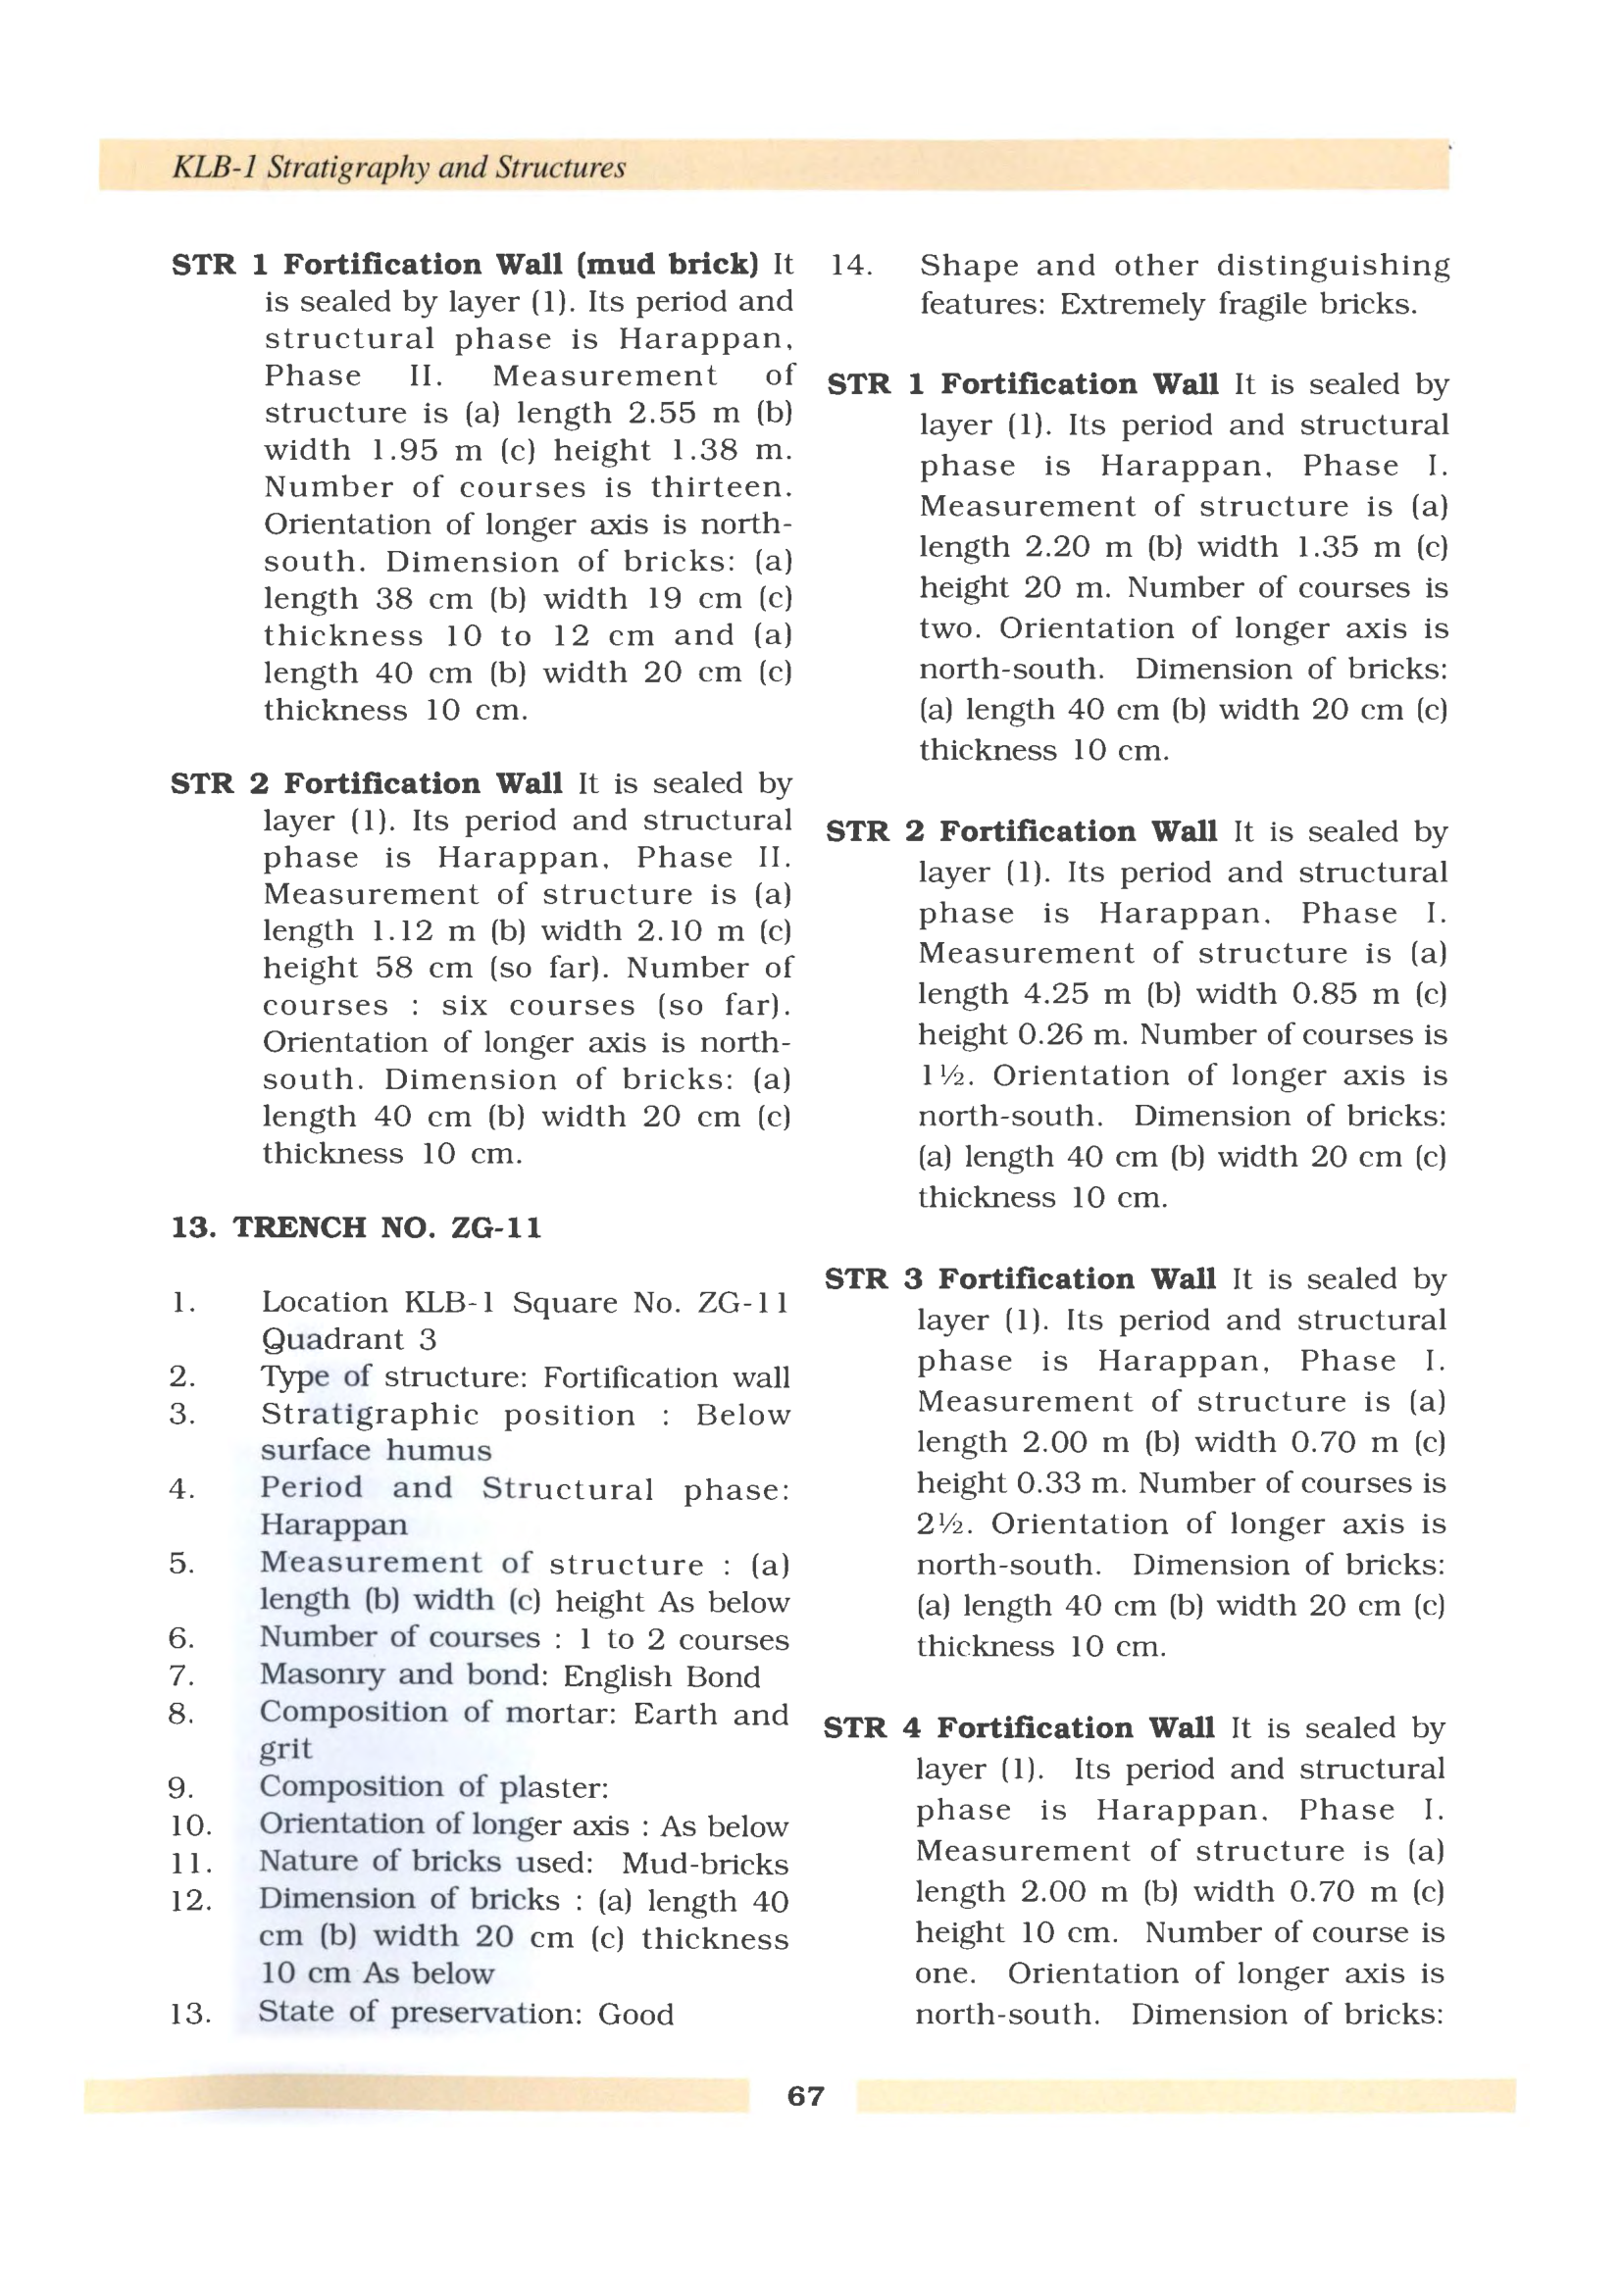 KLB-1 Stratigraphy and Structures
STR 1 Fortification Wall (mud brick) It
is sealed by layer (1). Its period and
structural phase is Harappan,
Phase II. Measurement of
structure is (a) length 2.55 m (b)
width 1.95 m (c) height 1.38 m.
Number of courses is thirteen.
Orientation of longer axis is north-
south. Dimension of bricks: (a)
length 38 cm (b) width 19 cm (c)
thickness 10 to 12 cm and (a)
length 40 cm (b) width 20 cm (c)
thickness 10 cm.
STR 2 Fortification Wall It is sealed by
layer (1). Its period and structural
phase is Harappan, Phase II.
Measurement of structure is (a)
length 1.12 m (b) width 2.10 m (c)
height 58 cm (so far). Number of
courses : six courses (so far).
Orientation of longer axis is north-
south. Dimension of bricks: (a)
length 40 cm (b) width 20 cm (c)
thickness 10 cm.
13. TRENCH NO. ZG-11
1. Location KLB-1 Square No. ZG-11
Quadrant 3
2. Type of structure: Fortification wall
3. Stratigraphic position : Below
surface humus
4. Period and Structural phase:
Harappan
5. Measurement of structure : (a)
length (b) width (c) height As below
6. Number of courses : 1 to 2 courses
7. Masonry and bond: English Bond
8. Composition of mortar: Earth and
grit
9. Composition of plaster:
10. Orientation of longer axis : As below
11. Nature of bricks used: Mud-bricks
12. Dimension of bricks : (a) length 40
cm (b) width 20 cm (c) thickness
10 cm As below
13. State of preservation: Good
14. Shape and other distinguishing
features: Extremely fragile bricks.
STR 1 Fortification Wall It is sealed by
layer (1). Its period and structural
phase is Harappan, Phase I.
Measurement of structure is (a)
length 2.20 m (b) width 1.35 m (c)
height 20 m. Number of courses is
two. Orientation of longer axis is
north-south. Dimension of bricks:
(a) length 40 cm (b) width 20 cm (c)
thickness 10 cm.
STR 2 Fortification Wall It is sealed by
layer (1). Its period and structural
phase is Harappan, Phase I.
Measurement of structure is (a)
length 4.25 m (b) width 0.85 m (c)
height 0.26 m. Number of courses is
1½. Orientation of longer axis is
north-south. Dimension of bricks:
(a) length 40 cm (b) width 20 cm (c)
thickness 10 cm.
STR 3 Fortification Wall It is sealed by
layer (1). Its period and structural
phase is Harappan, Phase I.
Measurement of structure is (a)
length 2.00 m (b) width 0.70 m (c)
height 0.33 m. Number of courses is
2½. Orientation of longer axis is
north-south. Dimension of bricks:
(a) length 40 cm (b) width 20 cm (c)
thickness 10 cm.
STR 4 Fortification Wall It is sealed by
layer (1). Its period and structural
phase is Harappan, Phase I.
Measurement of structure is (a)
length 2.00 m (b) width 0.70 m (c)
height 10 cm. Number of course is
one. Orientation of longer axis is
north-south. Dimension of bricks:
67